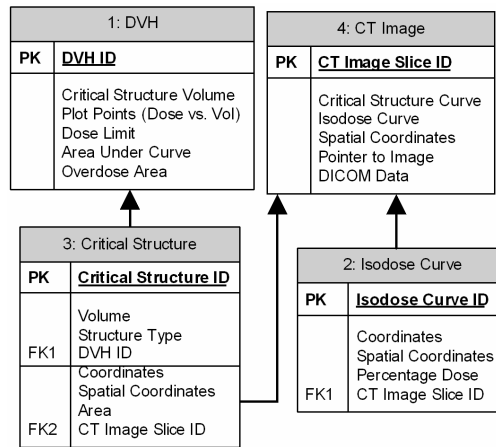 1: DVH
PK DVH ID
Critical Structure Volume
Plot Points (Dose vs. Vol)
Dose Limit
Area Under Curve
Overdose Area
4: CT Image
PK CT Image Slice ID
Critical Structure Curve
Isodose Curve
Spatial Coordinates
Pointer to Image
DICOM Data
3: Critical Structure
PK Critical Structure ID
Volume
Structure Type
FK1 DVH ID
Coordinates
Spatial Coordinates
Area
FK2 CT Image Slice ID
2: Isodose Curve
PK Isodose Curve ID
Coordinates
Spatial Coordinates
Percentage Dose
FK1 CT Image Slice ID